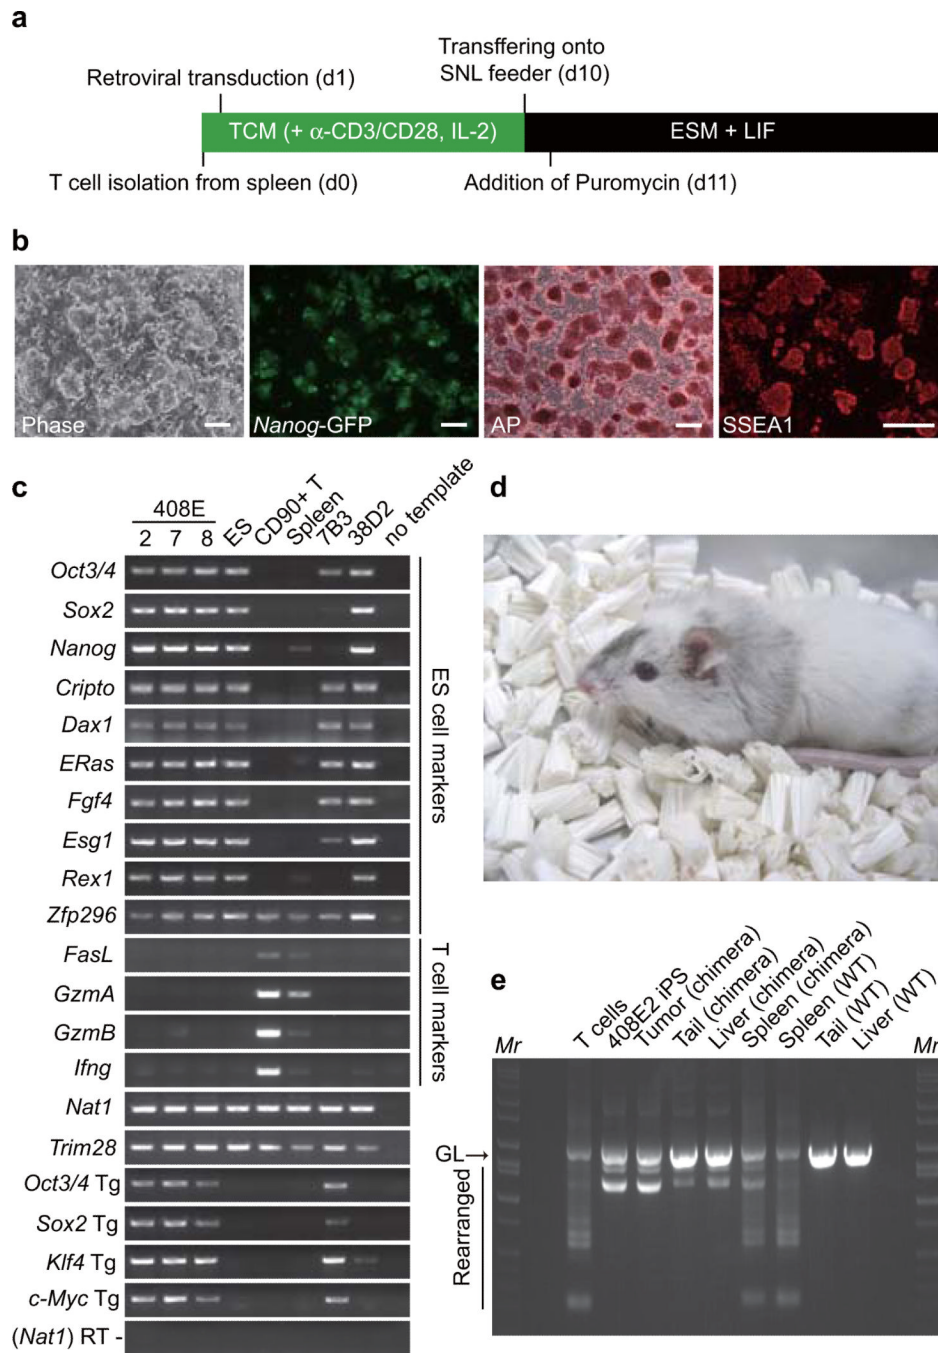 a
Transffering onto
SNL feeder (d10)
Retroviral transduction (d1)
TCM (+ α-CD3/CD28, IL-2)
ESM + LIF
T cell isolation from spleen (d0)
Addition of Puromycin (d11)
b
Phase
Nanog-GFP
AP
SSEA1
c
408E
2 7 8 ES CD90+ T Spleen 7B3 38D2 no template
Oct3/4
Sox2
Nanog
Cripto
Dax1
ERas
Fgf4
Esg1
Rex1
Zfp296
ES cell markers
FasL
GzmA
GzmB
Ifng
T cell markers
Nat1
Trim28
Oct3/4 Tg
Sox2 Tg
Klf4 Tg
c-Myc Tg
(Nat1) RT -
d
e
Mr T cells 408E2 iPS Tumor (chimera) Tail (chimera) Liver (chimera) Spleen (chimera) Spleen (WT) Tail (WT) Liver (WT) Mr
GL→
Rearranged